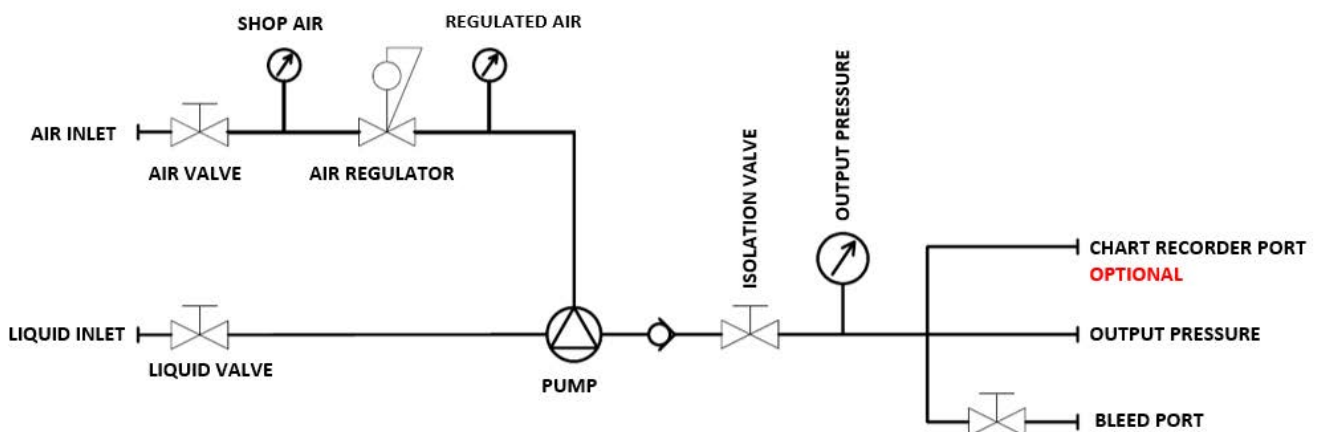 SHOP AIR
REGULATED AIR
AIR INLET
AIR VALVE
AIR REGULATOR
ISOLATION VALVE
OUTPUT PRESSURE
CHART RECORDER PORT
OPTIONAL
LIQUID INLET
OUTPUT PRESSURE
LIQUID VALVE
PUMP
BLEED PORT